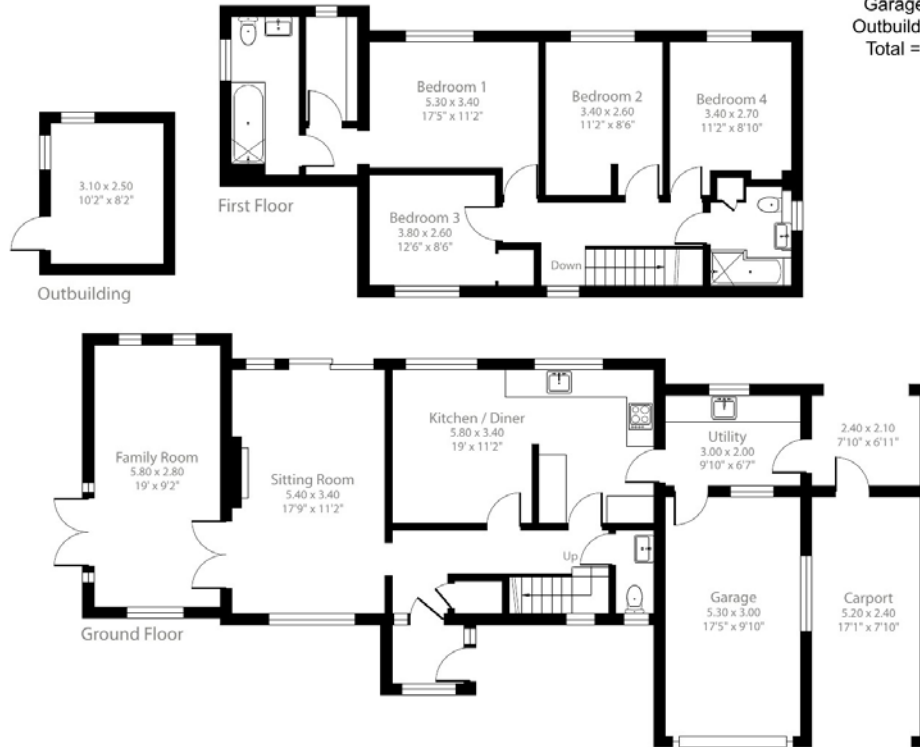 Garage
Outbuild
Total =
Bedroom 1
5.30 x 3.40
17'5" x 11'2"
Bedroom 2
3.40 x 2.60
11'2" x 8'6"
Bedroom 4
3.40 x 2.70
11'2" x 8'10"
3.10 x 2.50
10'2" x 8'2"
First Floor
Bedroom 3
3.80 x 2.60
12'6" x 8'6"
Down
Outbuilding
Kitchen / Diner
5.80 x 3.40
19' x 11'2"
Utility
3.00 x 2.00
9'10" x 6'7"
2.40 x 2.10
7'10" x 6'11"
Family Room
5.80 x 2.80
19' x 9'2"
Sitting Room
5.40 x 3.40
17'9" x 11'2"
Up
Garage
5.30 x 3.00
17'5" x 9'10"
Carport
5.20 x 2.40
17'1" x 7'10"
Ground Floor